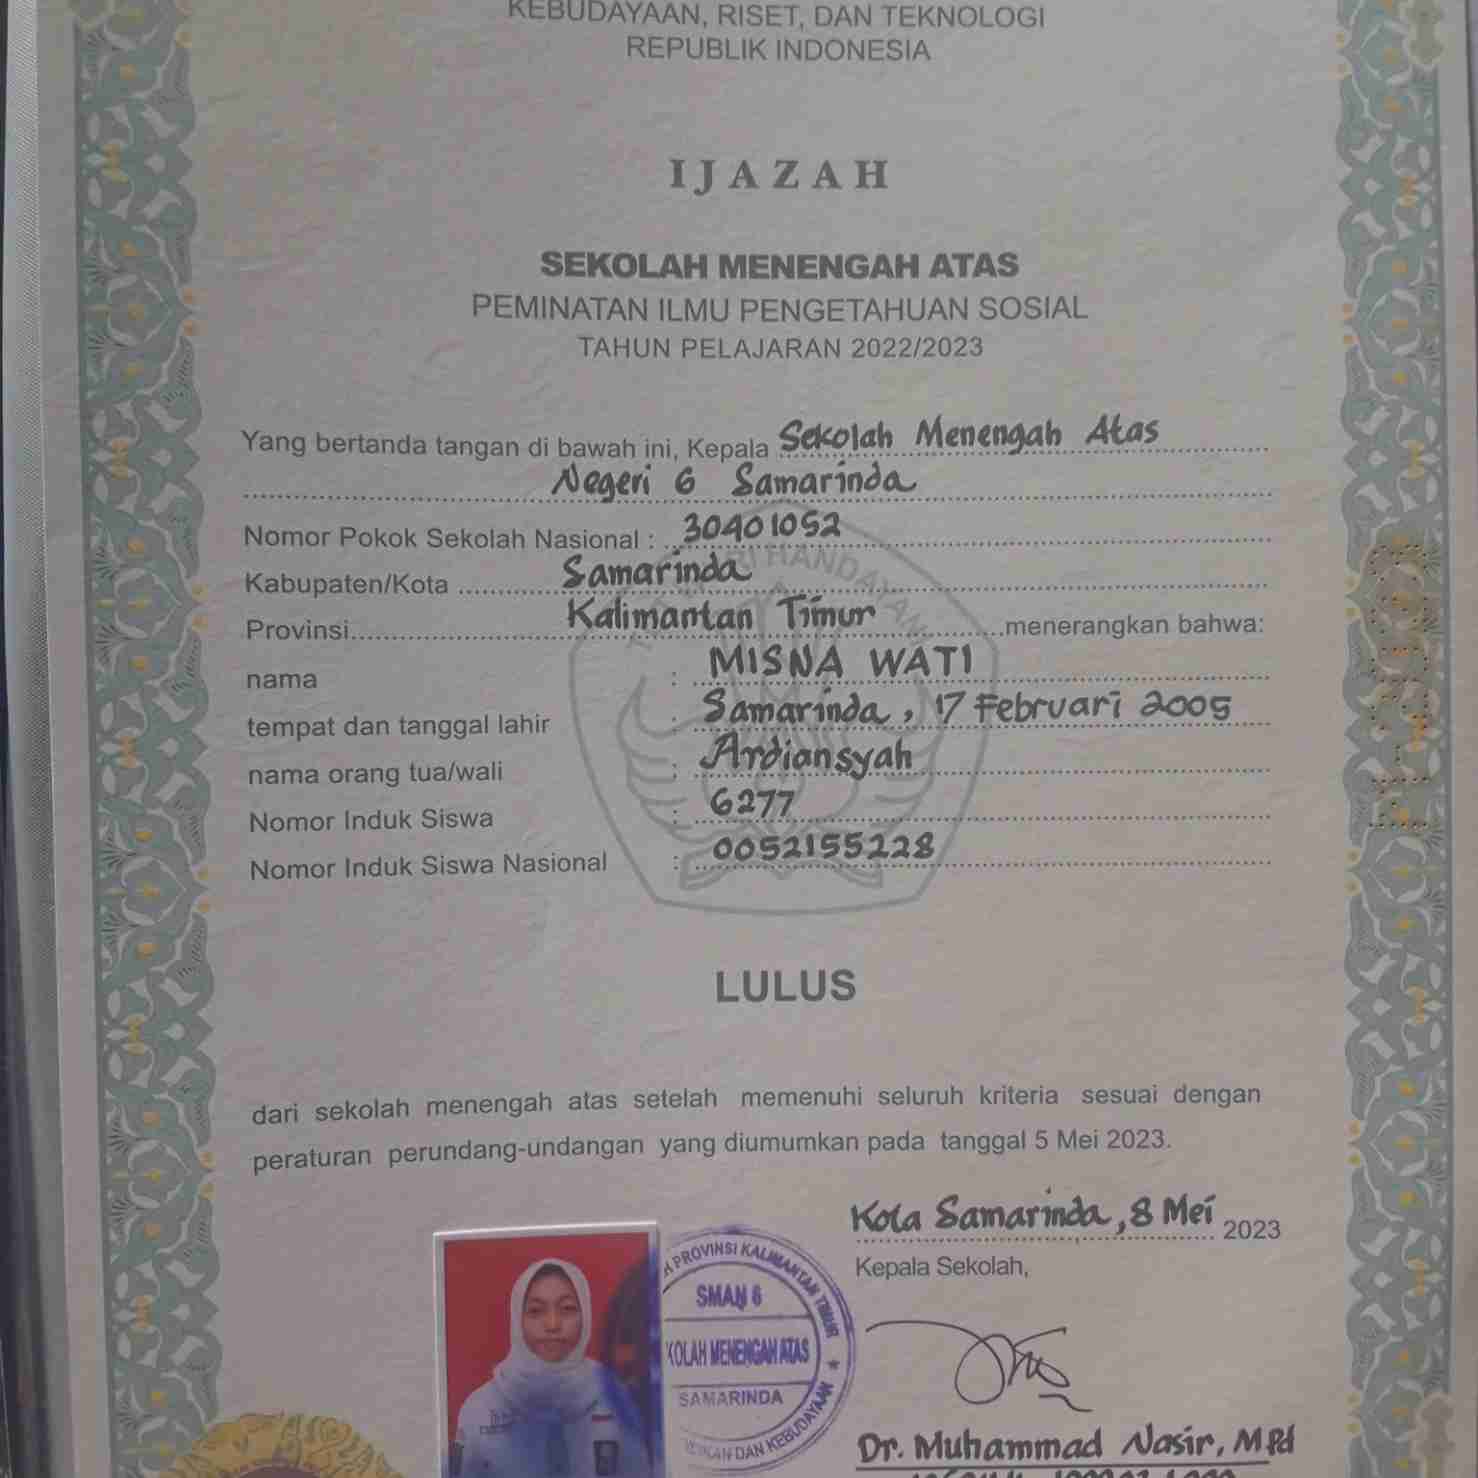 KEBUDAYAAN, RISET, DAN TEKNOLOGI
REPUBLIK INDONESIA
IJAZAH
SEKOLAH MENENGAH ATAS
PEMINATAN ILMU PENGETAHUAN SOSIAL
TAHUN PELAJARAN 2022/2023
Yang bertanda tangan di bawah ini, Kepala Sekolah Menengah Atas
Negeri 6 Samarinda
Nomor Pokok Sekolah Nasional : 30401052
Kabupaten/Kota Samarinda
Provinsi Kalimantan Timur menerangkan bahwa:
nama : MISNA WATI
tempat dan tanggal lahir : Samarinda, 17 Februari 2005
nama orang tua/wali : Ardiansyah
Nomor Induk Siswa : 6277
Nomor Induk Siswa Nasional : 0052155228
HANDAYANI
LULUS
dari sekolah menengah atas setelah memenuhi seluruh kriteria sesuai dengan
peraturan perundang-undangan yang diumumkan pada tanggal 5 Mei 2023.
Kota Samarinda, 8 Mei 2023
Kepala Sekolah,
PROVINSI KALIMANTAN TIMUR
SMAN 6
KOLAH MENENGAH ATAS
SAMARINDA
DAN KEBUDAYAAN
Dr. Muhammad Nasir, M.Pd